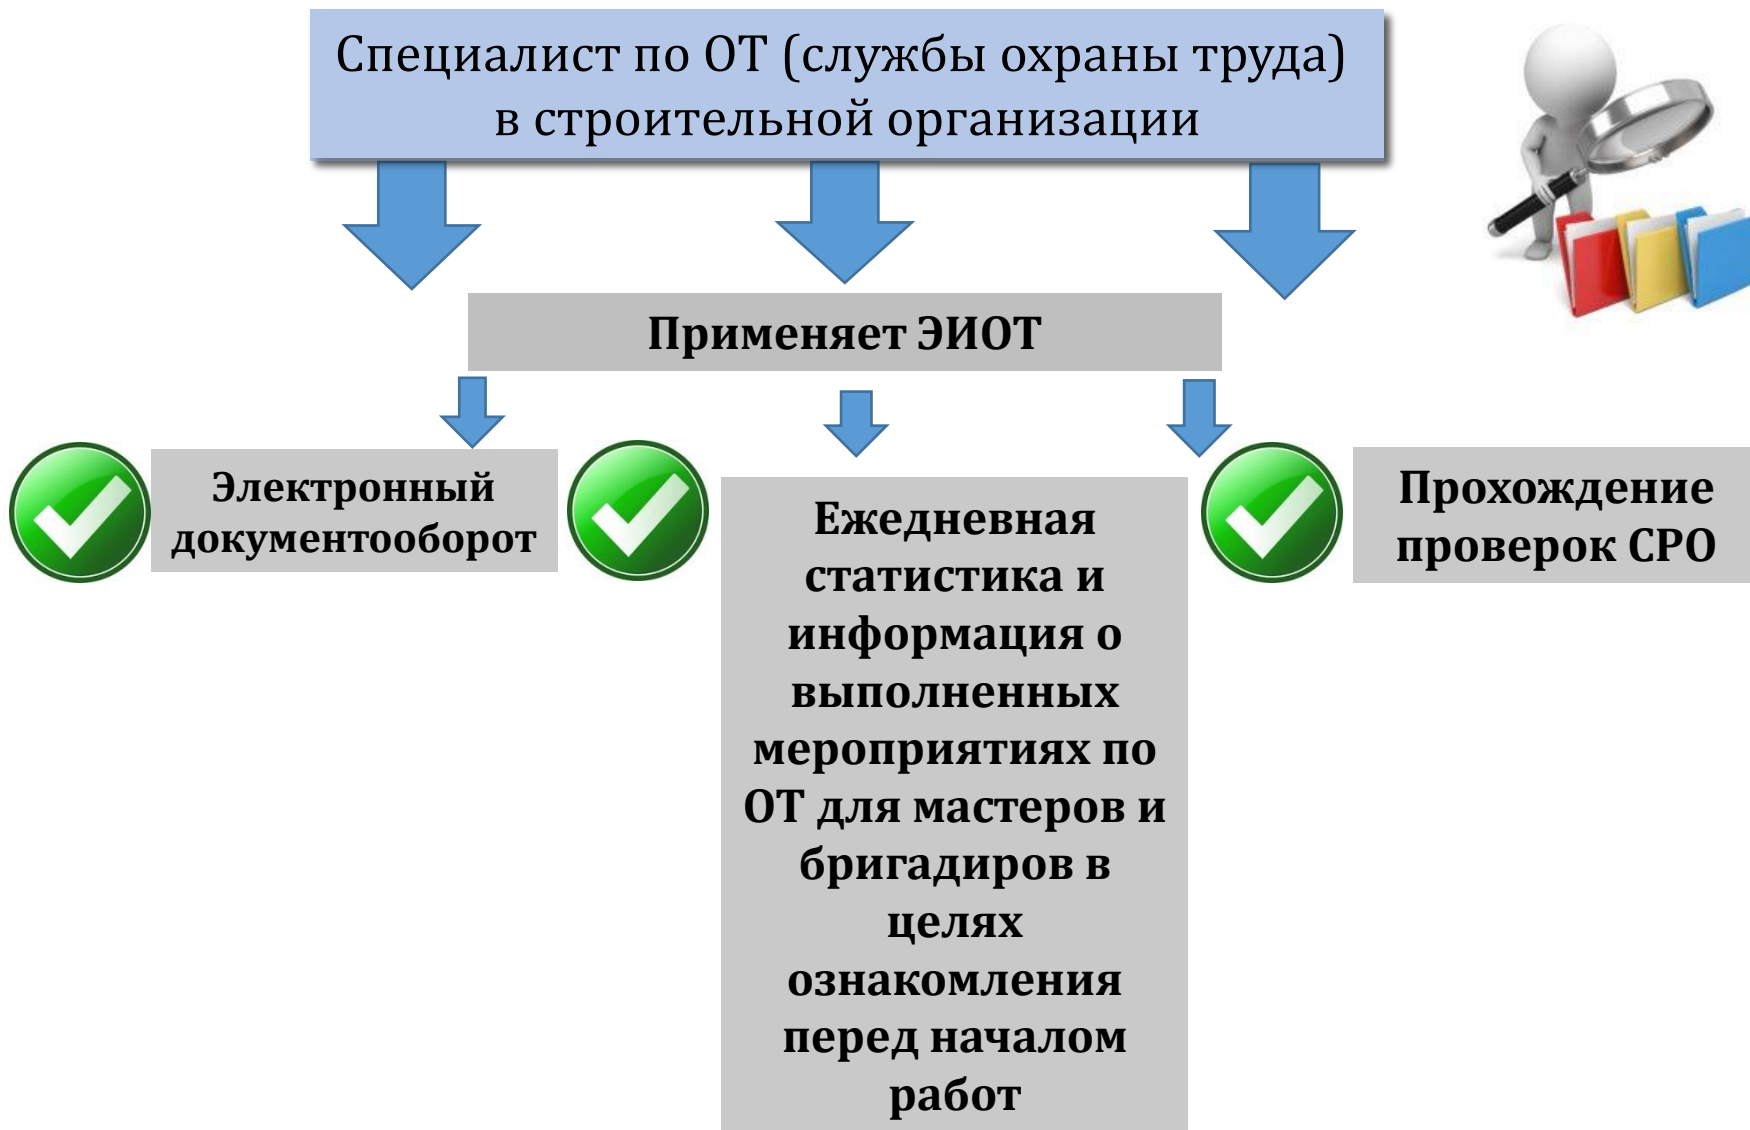 Специалист по ОТ (службы охраны труда)
в строительной организации
Применяет ЭИОТ
Электронный
документооборот
Ежедневная
статистика и
информация о
выполненных
мероприятиях по
ОТ для мастеров и
бригадиров в
целях
ознакомления
перед началом
работ
Прохождение
проверок СРО